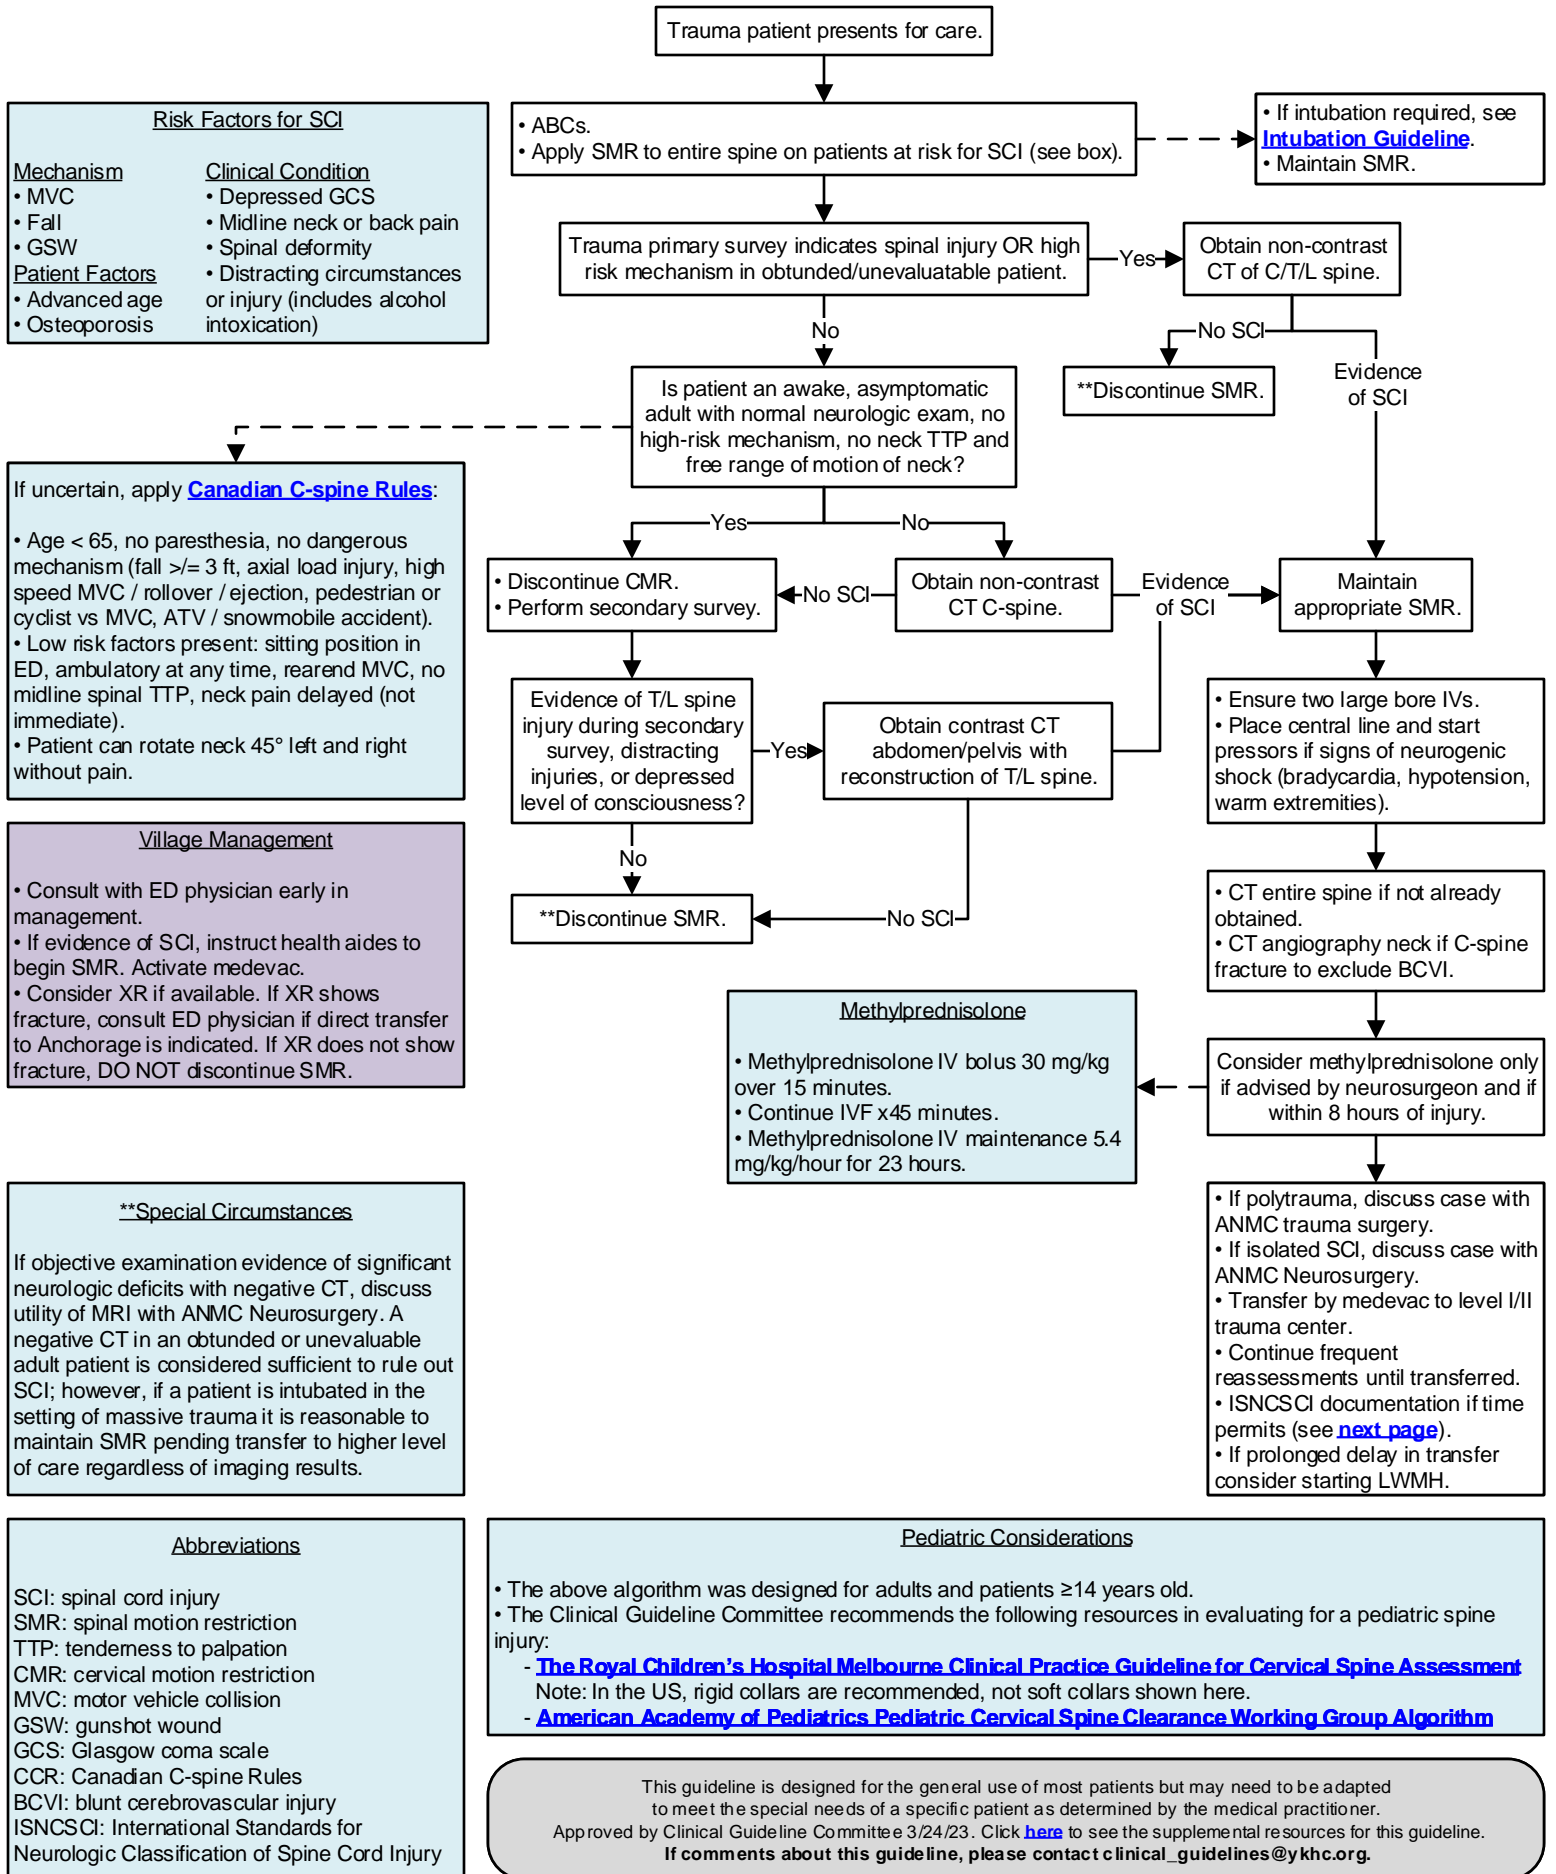 Trauma patient presents for care.
Risk Factors for SCI
Mechanism
• MVC
• Fall
• GSW
Patient Factors
• Advanced age
• Osteoporosis
Clinical Condition
• Depressed GCS
• Midline neck or back pain
• Spinal deformity
• Distracting circumstances
or injury (includes alcohol
intoxication)
• ABCs.
• Apply SMR to entire spine on patients at risk for SCI (see box).
• If intubation required, see
Intubation Guideline.
• Maintain SMR.
Trauma primary survey indicates spinal injury OR high
risk mechanism in obtunded/unevaluatable patient.
Yes
Obtain non-contrast
CT of C/T/L spine.
No
No SCI
Evidence
of SCI
**Discontinue SMR.
Is patient an awake, asymptomatic
adult with normal neurologic exam, no
high-risk mechanism, no neck TTP and
free range of motion of neck?
If uncertain, apply Canadian C-spine Rules:
• Age < 65, no paresthesia, no dangerous
mechanism (fall >/= 3 ft, axial load injury, high
speed MVC / rollover / ejection, pedestrian or
cyclist vs MVC, ATV / snowmobile accident).
• Low risk factors present: sitting position in
ED, ambulatory at any time, rearend MVC, no
midline spinal TTP, neck pain delayed (not
immediate).
• Patient can rotate neck 45° left and right
without pain.
Yes
No
• Discontinue CMR.
• Perform secondary survey.
No SCI
Obtain non-contrast
CT C-spine.
Evidence
of SCI
Maintain
appropriate SMR.
Evidence of T/L spine
injury during secondary
survey, distracting
injuries, or depressed
level of consciousness?
Yes
Obtain contrast CT
abdomen/pelvis with
reconstruction of T/L spine.
• Ensure two large bore IVs.
• Place central line and start
pressors if signs of neurogenic
shock (bradycardia, hypotension,
warm extremities).
No
**Discontinue SMR.
No SCI
Village Management
• Consult with ED physician early in
management.
• If evidence of SCI, instruct health aides to
begin SMR. Activate medevac.
• Consider XR if available. If XR shows
fracture, consult ED physician if direct transfer
to Anchorage is indicated. If XR does not show
fracture, DO NOT discontinue SMR.
• CT entire spine if not already
obtained.
• CT angiography neck if C-spine
fracture to exclude BCVI.
Methylprednisolone
• Methylprednisolone IV bolus 30 mg/kg
over 15 minutes.
• Continue IVF x45 minutes.
• Methylprednisolone IV maintenance 5.4
mg/kg/hour for 23 hours.
Consider methylprednisolone only
if advised by neurosurgeon and if
within 8 hours of injury.
**Special Circumstances
If objective examination evidence of significant
neurologic deficits with negative CT, discuss
utility of MRI with ANMC Neurosurgery. A
negative CT in an obtunded or unevaluable
adult patient is considered sufficient to rule out
SCI; however, if a patient is intubated in the
setting of massive trauma it is reasonable to
maintain SMR pending transfer to higher level
of care regardless of imaging results.
• If polytrauma, discuss case with
ANMC trauma surgery.
• If isolated SCI, discuss case with
ANMC Neurosurgery.
• Transfer by medevac to level I/II
trauma center.
• Continue frequent
reassessments until transferred.
• ISNCSCI documentation if time
permits (see next page).
• If prolonged delay in transfer
consider starting LWMH.
Abbreviations
SCI: spinal cord injury
SMR: spinal motion restriction
TTP: tenderness to palpation
CMR: cervical motion restriction
MVC: motor vehicle collision
GSW: gunshot wound
GCS: Glasgow coma scale
CCR: Canadian C-spine Rules
BCVI: blunt cerebrovascular injury
ISNCSCI: International Standards for
Neurologic Classification of Spine Cord Injury
Pediatric Considerations
• The above algorithm was designed for adults and patients ≥14 years old.
• The Clinical Guideline Committee recommends the following resources in evaluating for a pediatric spine
injury:
- The Royal Children's Hospital Melbourne Clinical Practice Guideline for Cervical Spine Assessment
Note: In the US, rigid collars are recommended, not soft collars shown here.
- American Academy of Pediatrics Pediatric Cervical Spine Clearance Working Group Algorithm
This guideline is designed for the general use of most patients but may need to be adapted
to meet the special needs of a specific patient as determined by the medical practitioner.
Approved by Clinical Guideline Committee 3/24/23. Click here to see the supplemental resources for this guideline.
If comments about this guideline, please contact clinical_guidelines@ykhc.org.